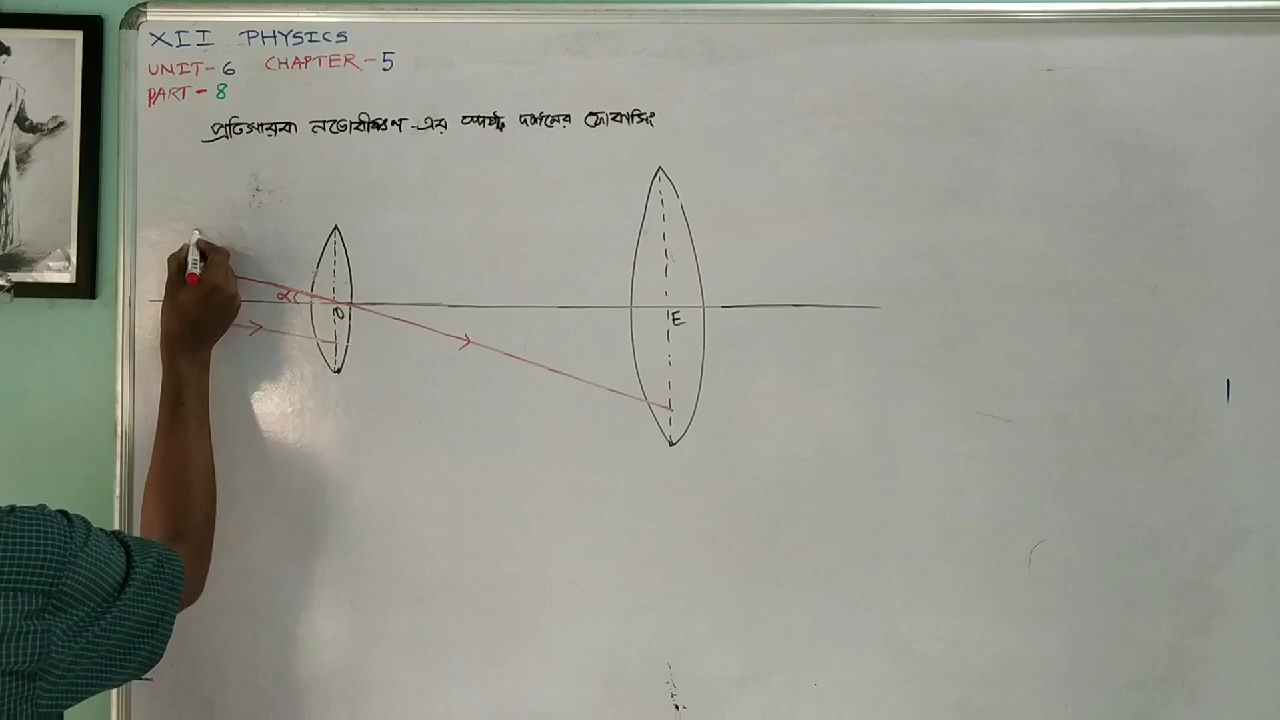 XII PHYSICS
UNIT-6 CHAPTER-5
PART-8
প্রতিসারক নভোবীক্ষণ-এর স্পষ্ট দর্শনের ফোকাসিং
α
O
E